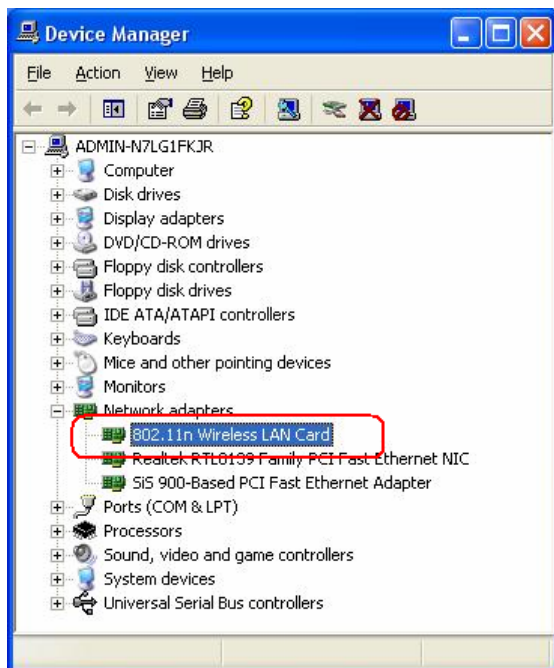 Device Manager
File Action View Help
ADMIN-N7LG1FKJR
Computer
Disk drives
Display adapters
DVD/CD-ROM drives
Floppy disk controllers
Floppy disk drives
IDE ATA/ATAPI controllers
Keyboards
Mice and other pointing devices
Monitors
Network adapters
802.11n Wireless LAN Card
Realtek RTL8139 Family PCI Fast Ethernet NIC
SiS 900-Based PCI Fast Ethernet Adapter
Ports (COM & LPT)
Processors
Sound, video and game controllers
System devices
Universal Serial Bus controllers